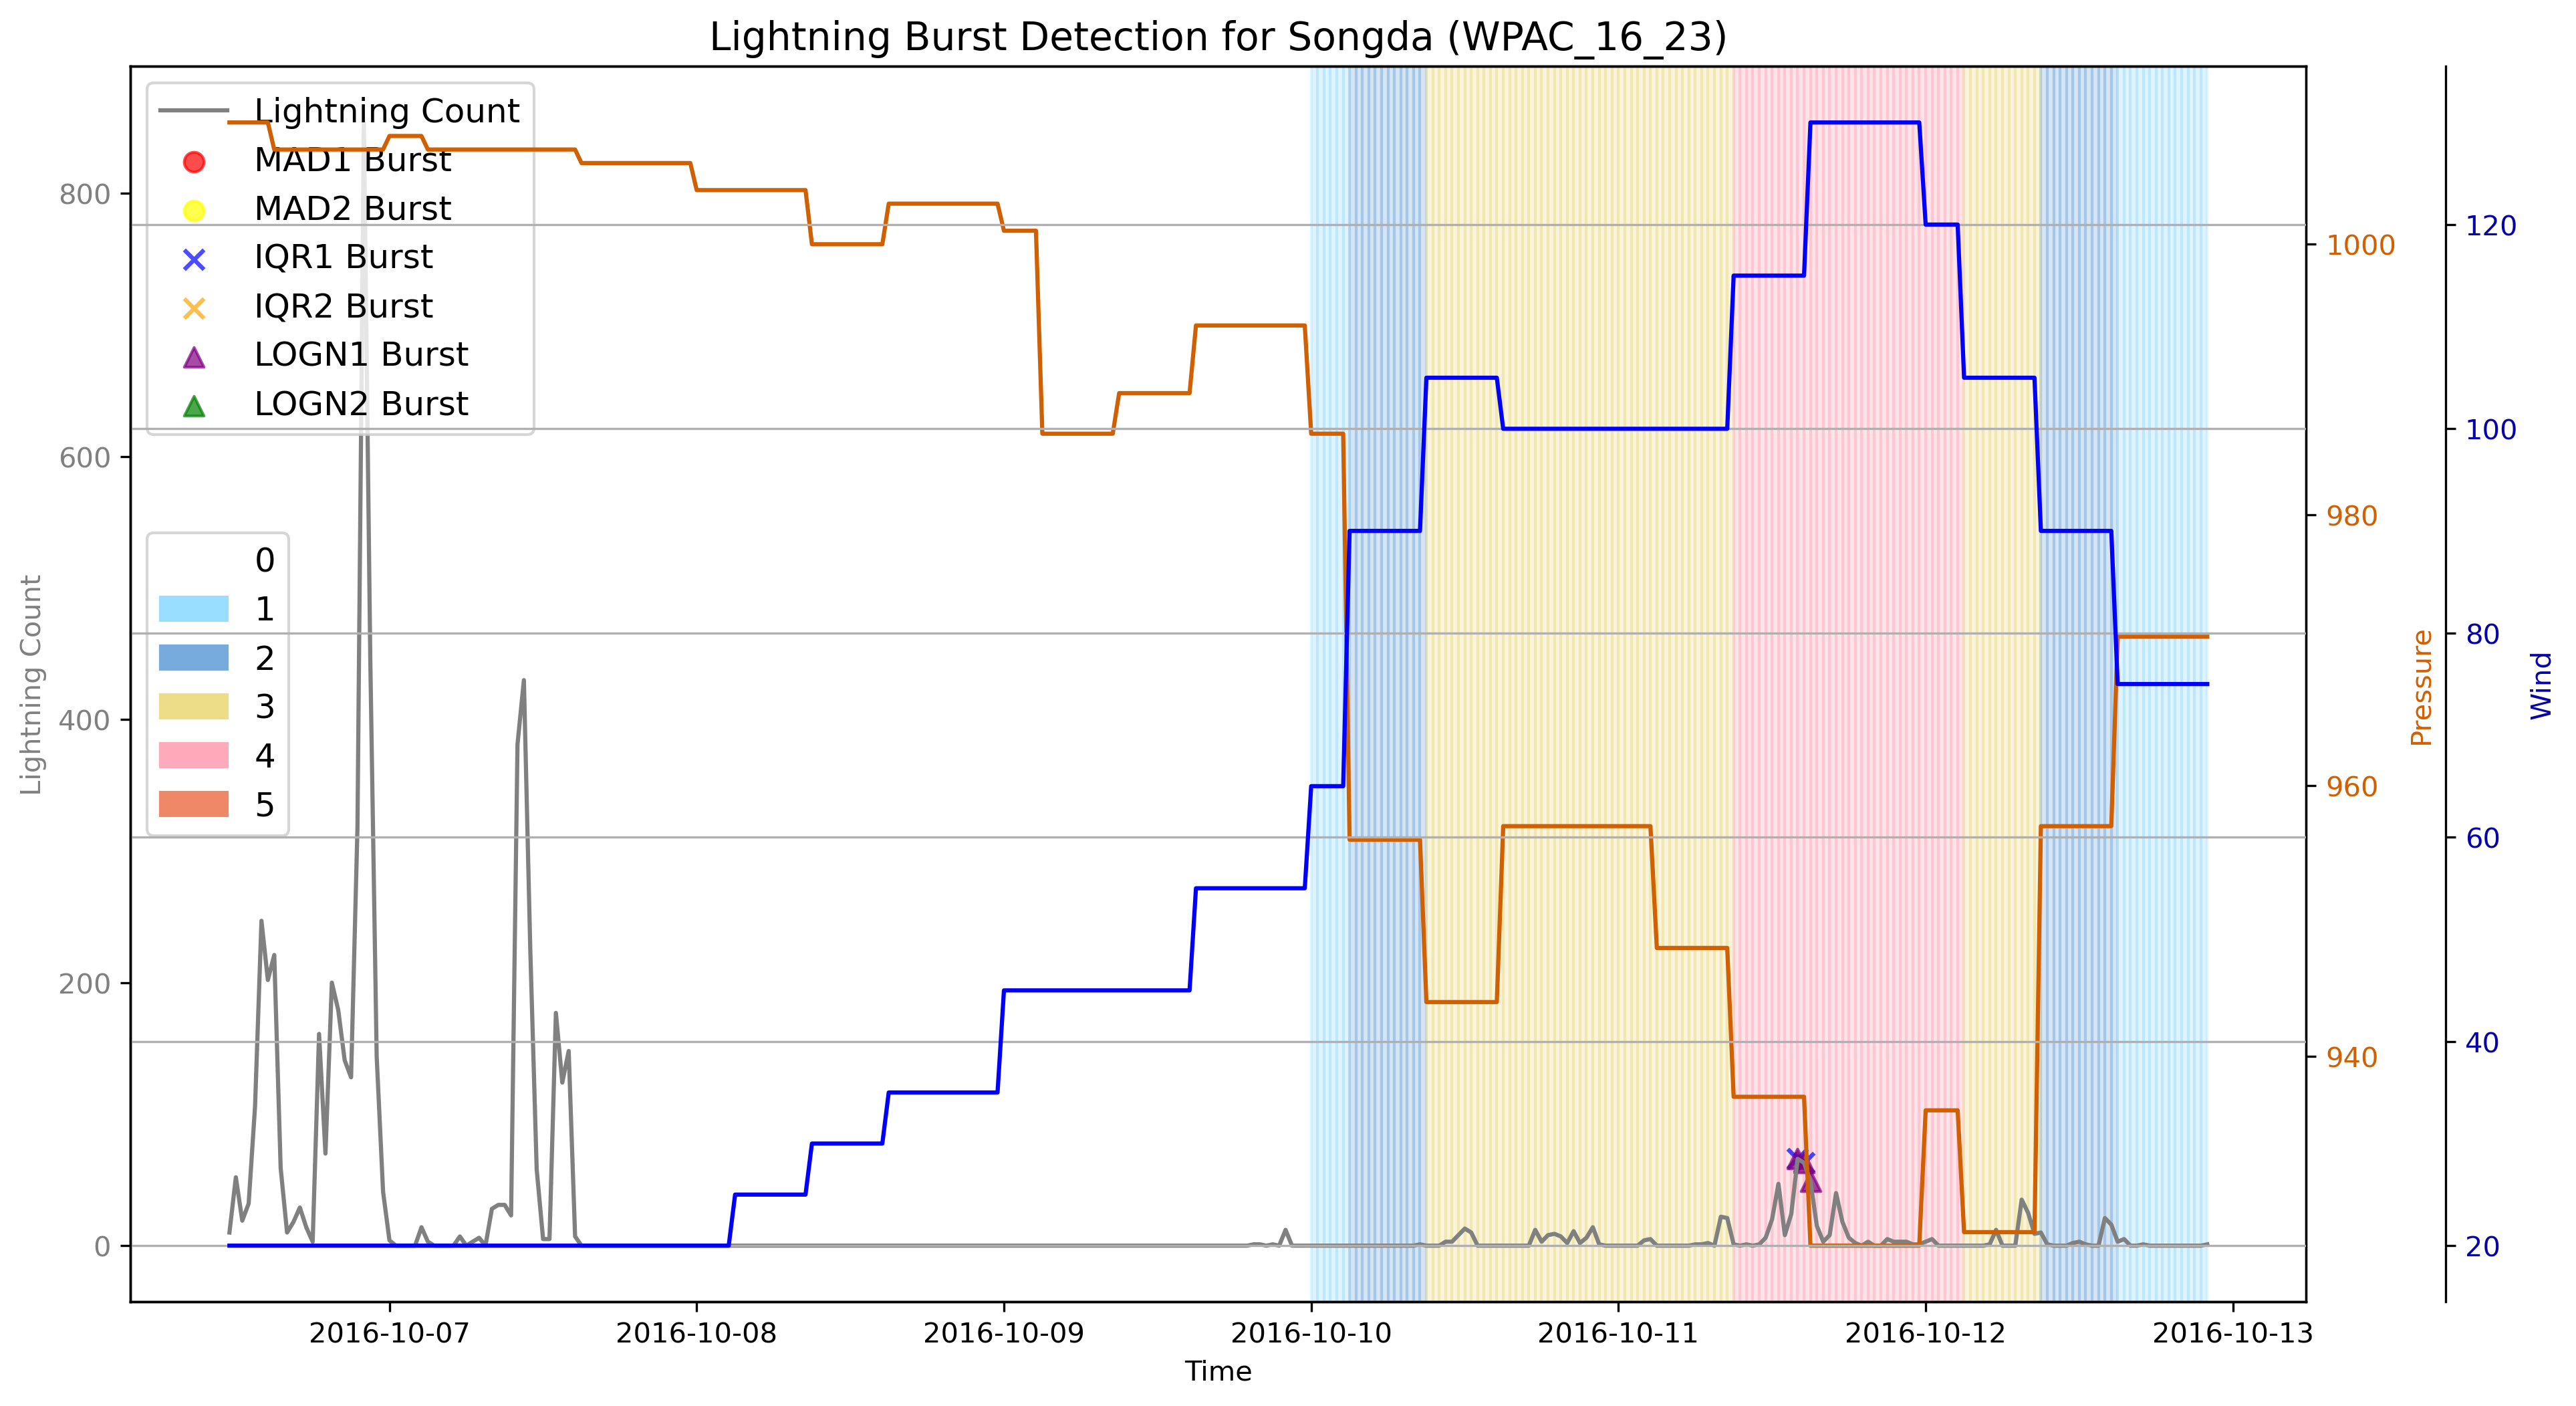 Lightning Burst Detection for Songda (WPAC_16_23)
Lightning Count
MAD1 Burst
MAD2 Burst
IQR1 Burst
IQR2 Burst
LOGN1 Burst
LOGN2 Burst
0
1
2
3
4
5
Lightning Count
800
600
400
200
0
1000
980
960
940
Pressure
120
100
80
60
40
20
Wind
2016-10-07
2016-10-08
2016-10-09
2016-10-10
2016-10-11
2016-10-12
2016-10-13
Time